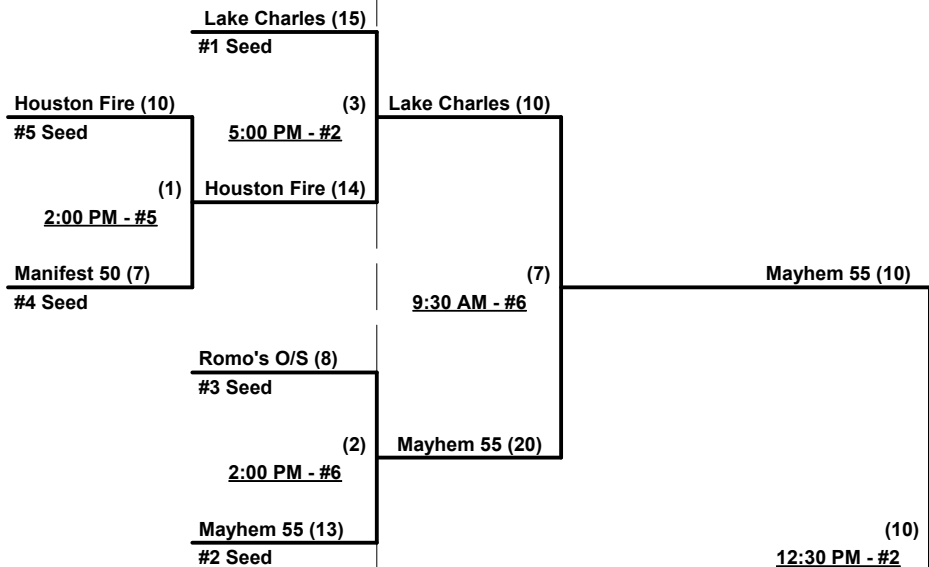 Lake Charles (15)
#1 Seed
Houston Fire (10)
(3)
Lake Charles (10)
#5 Seed
5:00 PM - #2
(1)
Houston Fire (14)
2:00 PM - #5
Manifest 50 (7)
(7)
Mayhem 55 (10)
#4 Seed
9:30 AM - #6
Romo's O/S (8)
#3 Seed
(2)
Mayhem 55 (20)
2:00 PM - #6
Mayhem 55 (13)
(10)
#2 Seed
12:30 PM - #2